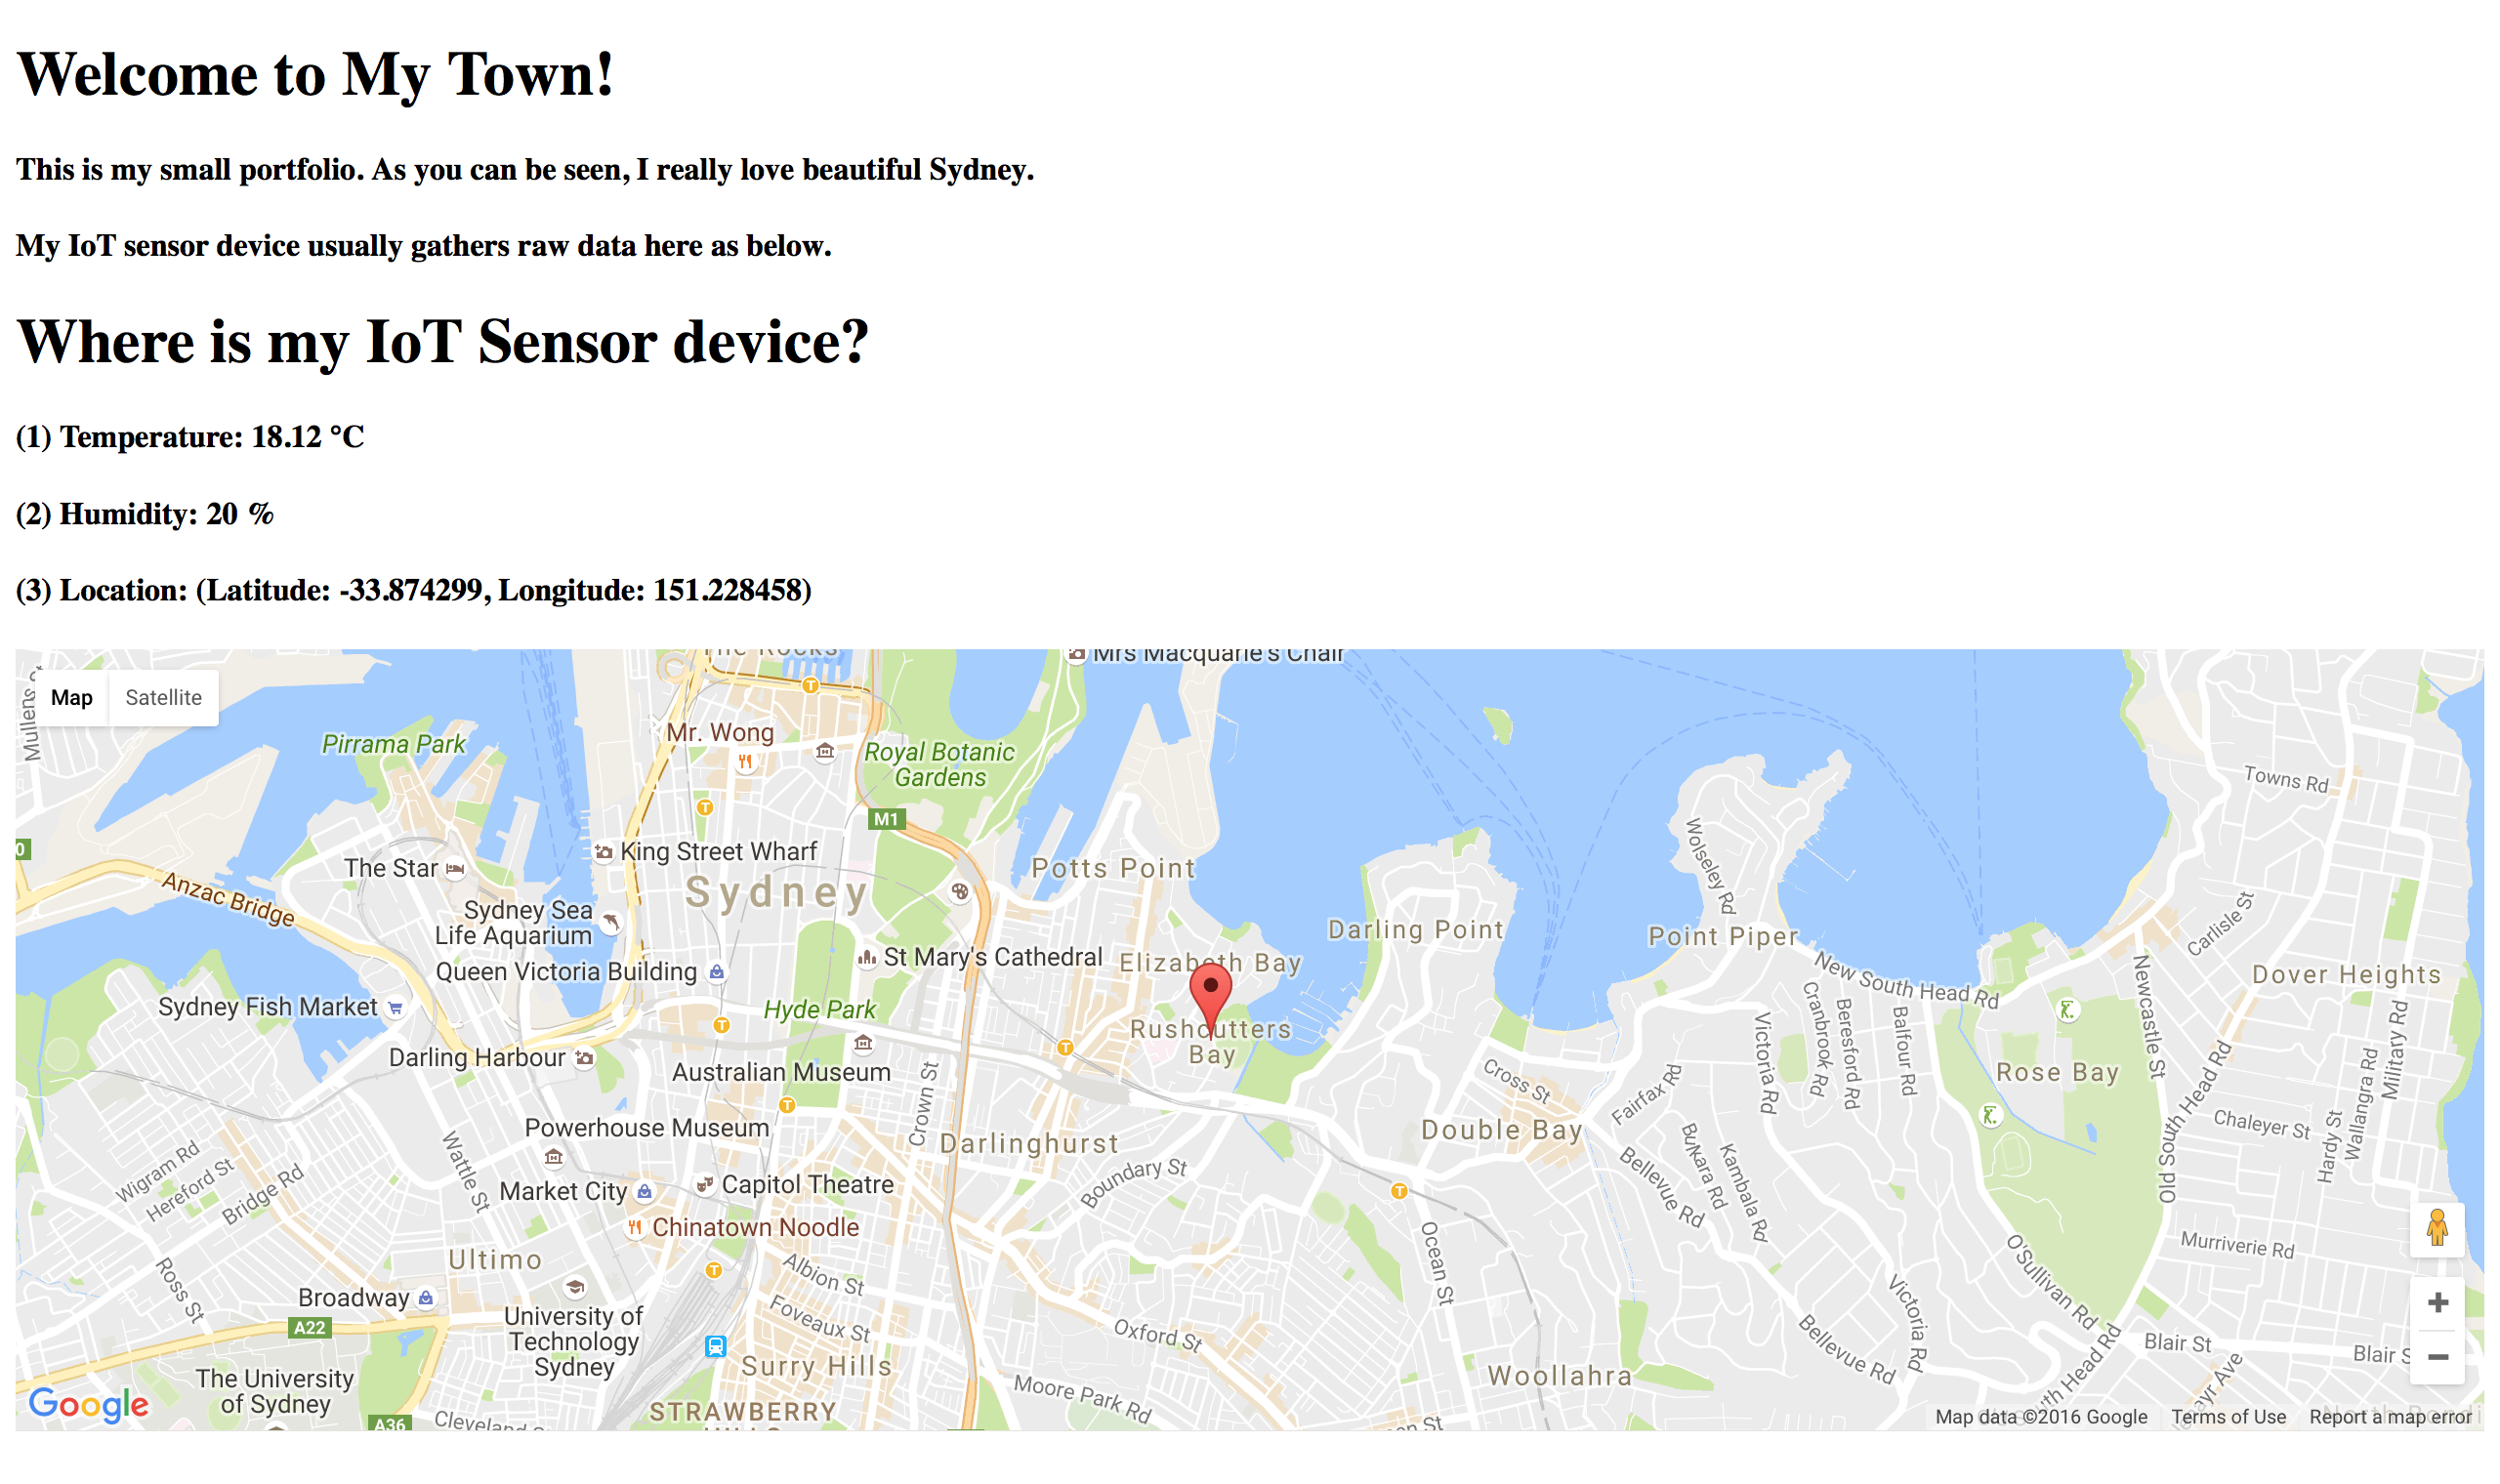 Welcome to My Town!
This is my small portfolio. As you can be seen, I really love beautiful Sydney.
My IoT sensor device usually gathers raw data here as below.
Where is my IoT Sensor device?
(1) Temperature: 18.12 °C
(2) Humidity: 20 %
(3) Location: (Latitude: -33.874299, Longitude: 151.228458)
The Rocks
Mrs Macquarie's Chair
Mullens
Map Satellite
Pirrama Park
Mr. Wong
Royal Botanic
Gardens
Towns Rd
M1
King Street Wharf
The Star
Potts Point
Wolseley Rd
Anzac Bridge
Sydney
Sydney Sea
Life Aquarium
Darling Point
Point Piper
Carlisle St
St Mary's Cathedral
Elizabeth Bay
Queen Victoria Building
New South Head Rd
Newcastle St
Dover Heights
Sydney Fish Market
Hyde Park
Rushcutters
Bay
Darling Harbour
Australian Museum
Crown St
Cross St
Fairfax Rd
Victoria Rd
Cranbrook Rd
Beresford Rd
Balfour Rd
Rose Bay
Old South Head Rd
Military Rd
Wallangra Rd
Hardy St
Chaleyer St
Powerhouse Museum
Darlinghurst
Double Bay
Wigram Rd
Hereford St
Bridge Rd
Wattle St
Market City
Capitol Theatre
Boundary St
Bellevue Rd
Bunkara Rd
Kambala Rd
Chinatown Noodle
Ultimo
Ocean St
Murriverie Rd
O'Sullivan Rd
Ross St
Broadway
Albion St
Foveaux St
A22
University of
Technology
Sydney
Oxford St
Victoria Rd
Bellevue Rd
Blair St
Blair S
Surry Hills
Woollahra
The University
of Sydney
Moore Park Rd
STRAWBERRY
HILLS
Google
A36
Cleveland S
Map data ©2016 Google Terms of Use Report a map error